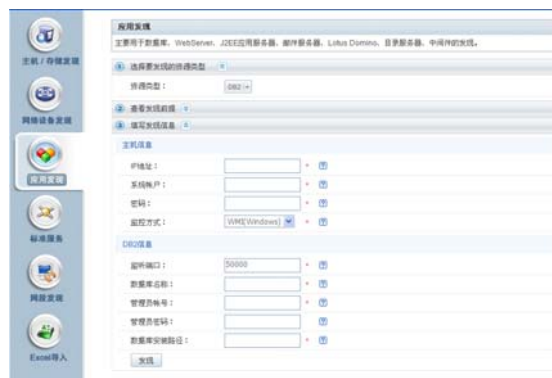 主机 / 存储发现
网络设备发现
应用发现
标准服务
网段发现
Excel导入
应用发现
主要用于数据库、WebServer、J2EE应用服务器、邮件服务器、Lotus Domino、目录服务器、中间件的发现。
1 选择要发现的资源类型
资源类型：
DB2
2 查看发现前提
3 填写发现信息
主机信息
IP地址： *
系统帐户： *
密码： *
监控方式： WMI(Windows) *
DB2信息
监听端口： 50000 *
数据库名称： *
管理员帐号： *
管理员密码：
数据库安装路径： *
发现